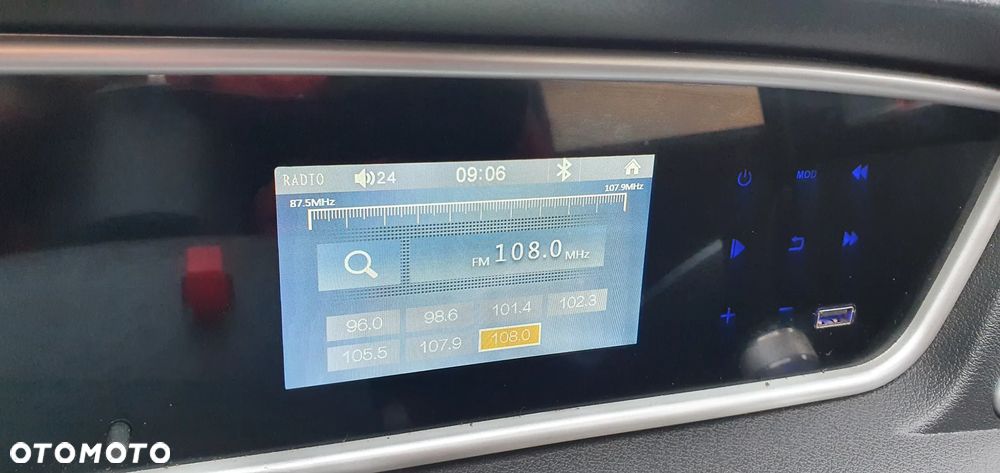 RADIO 24 09:06
87.5MHz 107.9MHz
FM 108.0 MHz
96.0 98.6 101.4 102.3
105.5 107.9 108.0
MOD
+ -
OTOMOTO